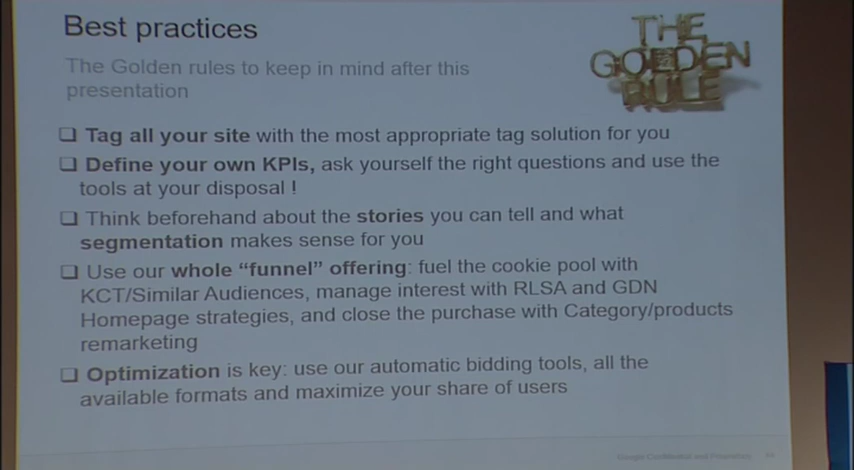 Best practices
THE
GOLDEN
RULE
The Golden rules to keep in mind after this
presentation
❑ Tag all your site with the most appropriate tag solution for you
❑ Define your own KPIs, ask yourself the right questions and use the
tools at your disposal !
❑ Think beforehand about the stories you can tell and what
segmentation makes sense for you
❑ Use our whole “funnel” offering: fuel the cookie pool with
KCT/Similar Audiences, manage interest with RLSA and GDN
Homepage strategies, and close the purchase with Category/products
remarketing
❑ Optimization is key: use our automatic bidding tools, all the
available formats and maximize your share of users
Google Confidential and Proprietary